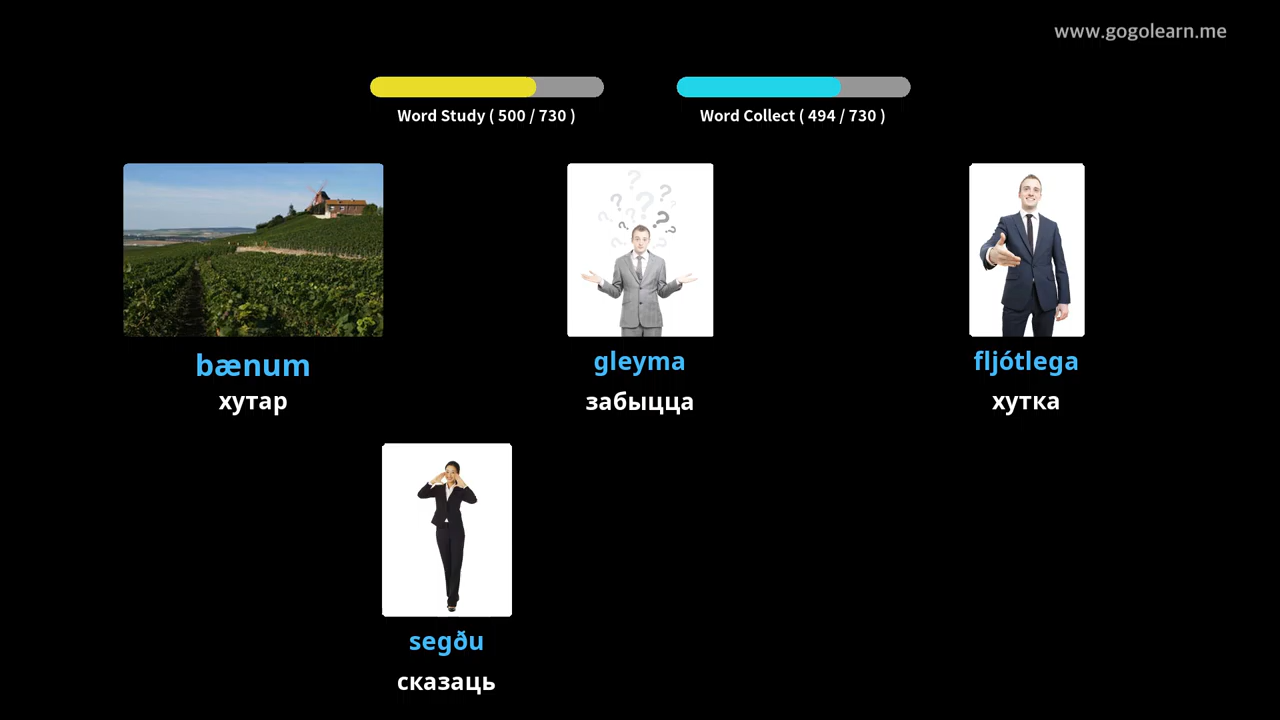 www.gogolearn.me
Word Study ( 500 / 730 )
Word Collect ( 494 / 730 )
bænum
хутар
gleyma
забыцца
fljótlega
хутка
segðu
сказаць